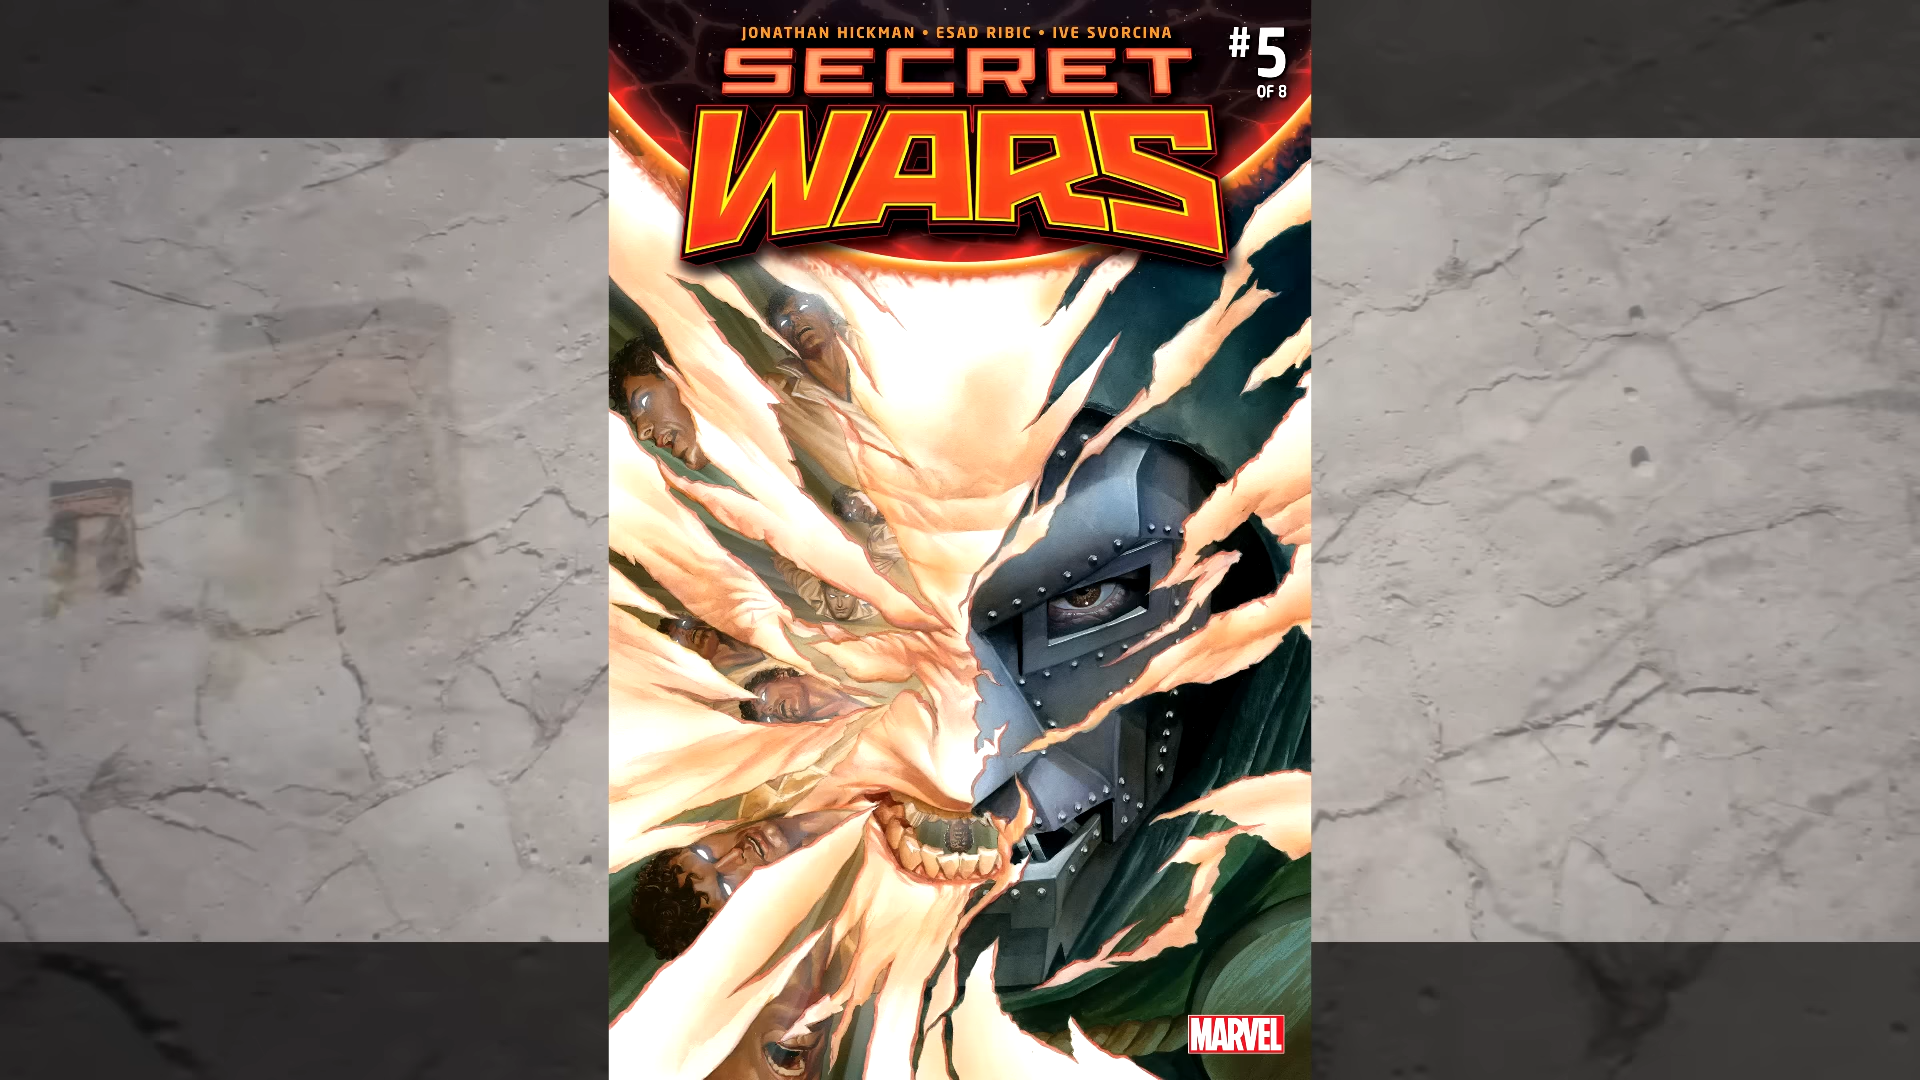 JONATHAN HICKMAN • ESAD RIBIC • IVE SVORCINA
SECRET
WARS
#5
OF 8
MARVEL